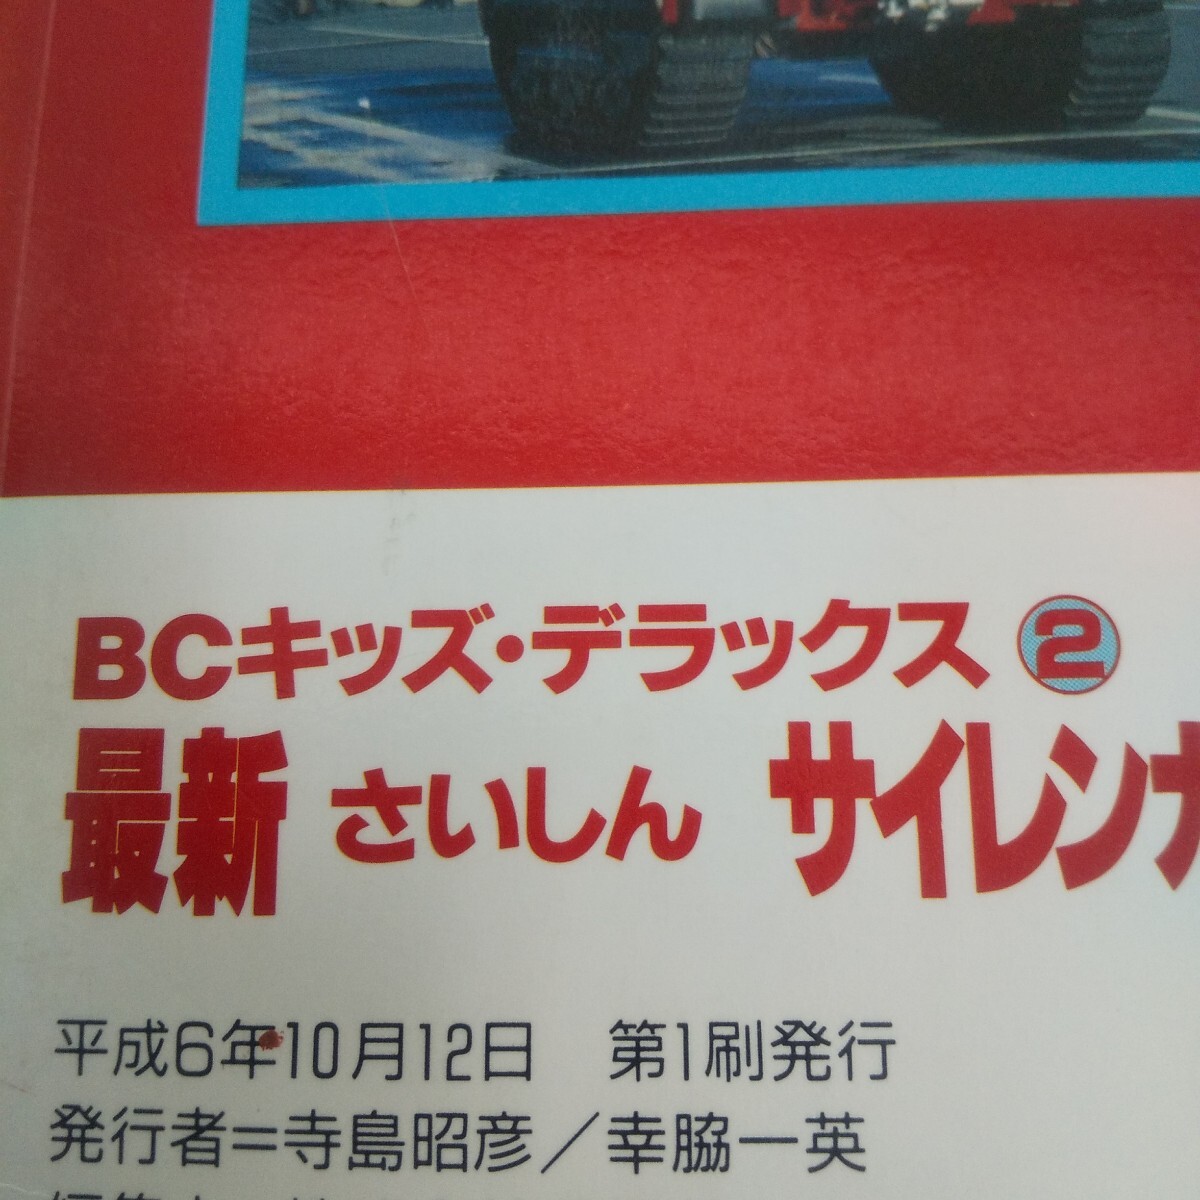 BCキッズ・デラックス②
最新 さいしん サイレンカ
平成6年10月12日 第1刷発行
発行者=寺島昭彦／幸脇一英